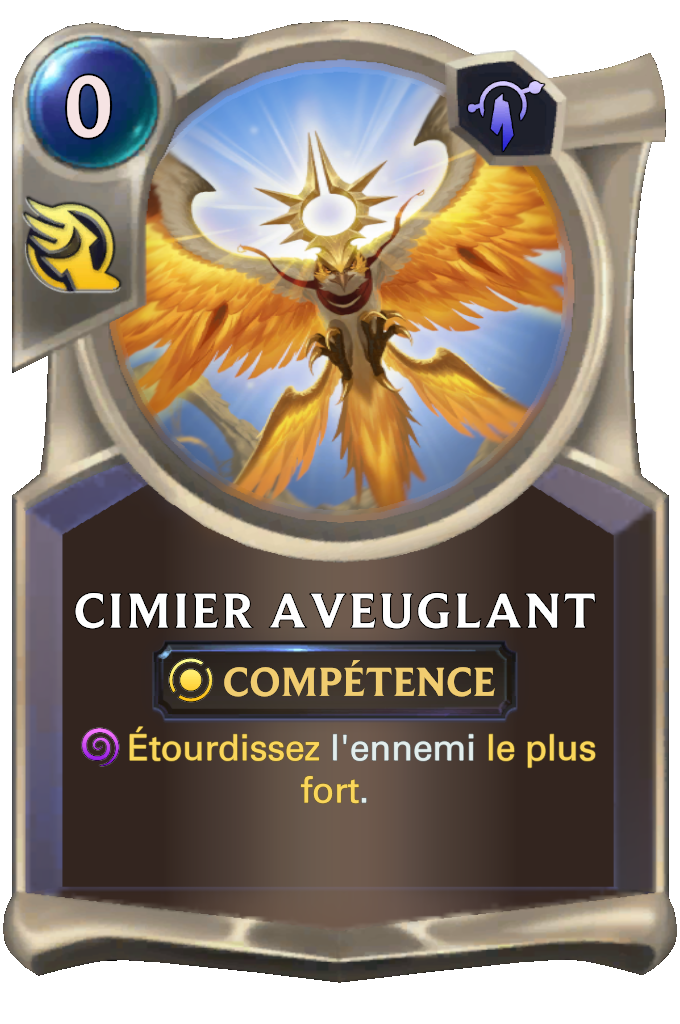 0
CIMIER AVEUGLANT
COMPÉTENCE
Étourdissez l'ennemi le plus
fort.